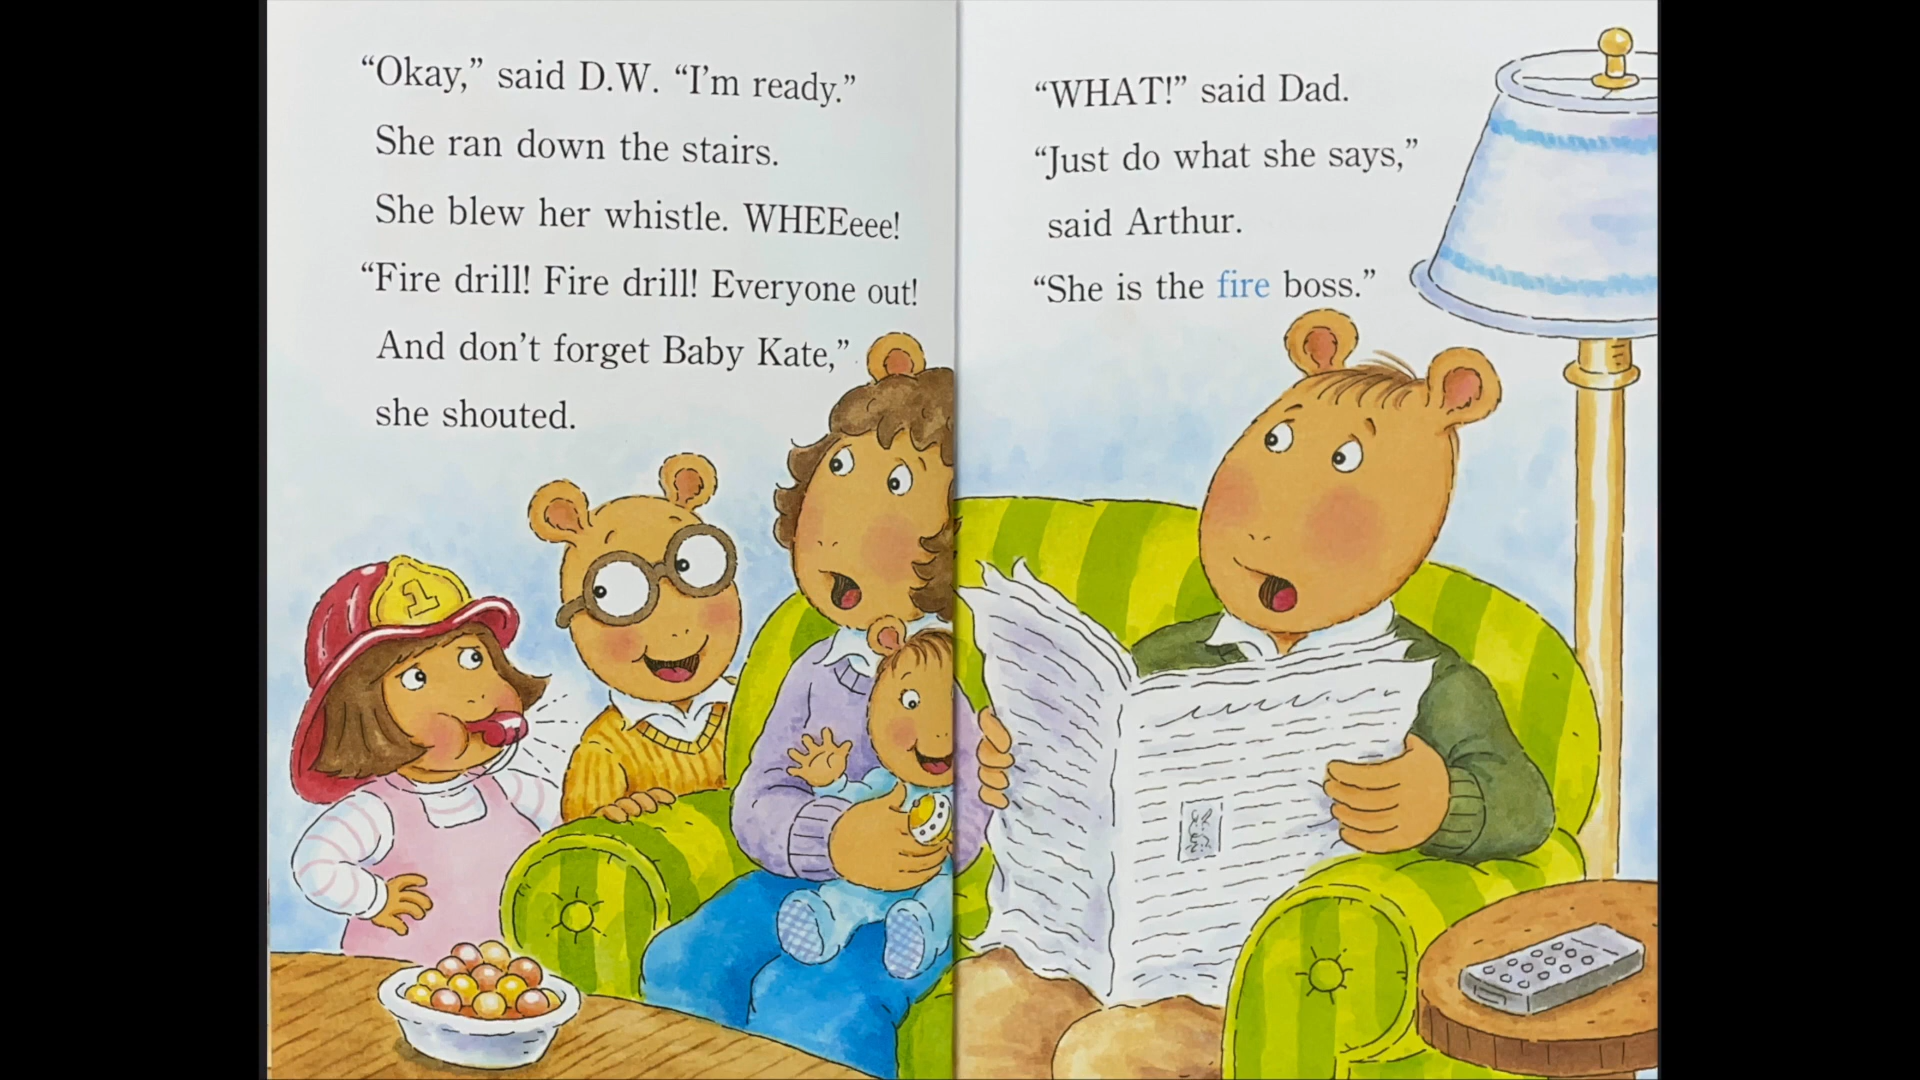 “Okay,” said D.W. “I’m ready.”
She ran down the stairs.
She blew her whistle. WHEEeee!
“Fire drill! Fire drill! Everyone out!
And don’t forget Baby Kate,”
she shouted.
1
“WHAT!” said Dad.
“Just do what she says,”
said Arthur.
“She is the fire boss.”